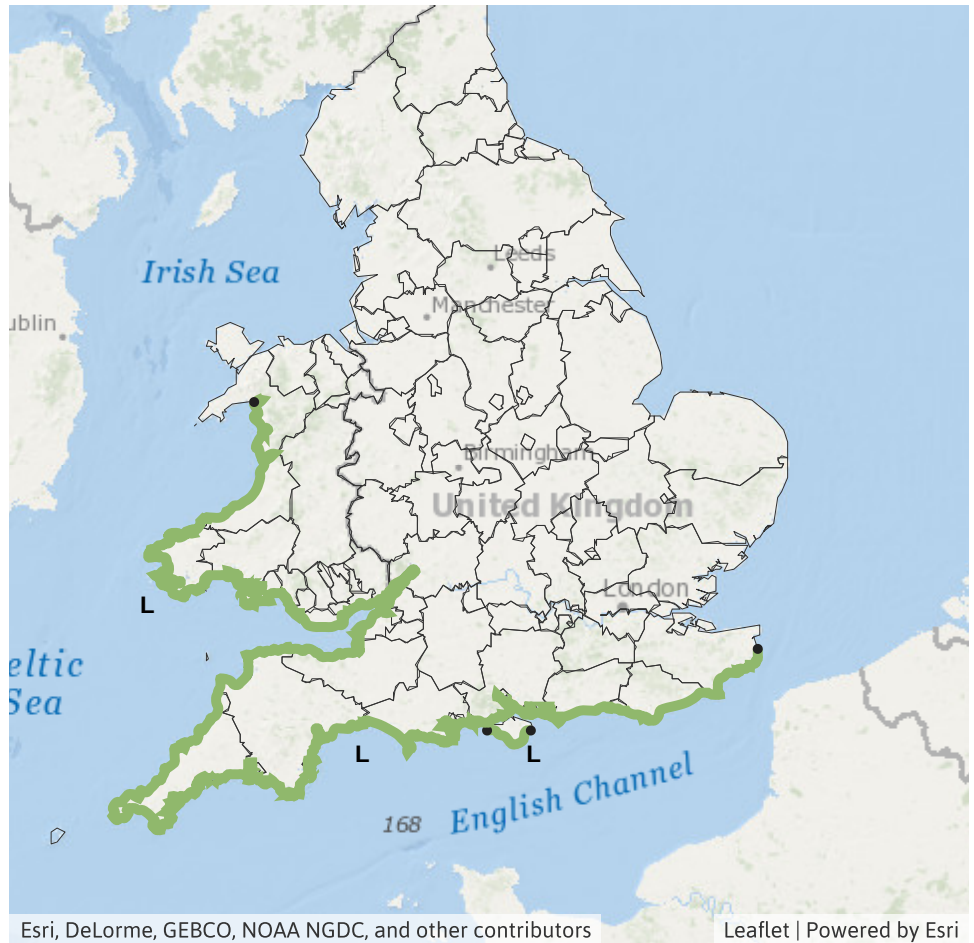 Leeds
Irish Sea
Manchester
ublin
Birmingham
United Kingdom
London
L
eltic
Sea
L
L
English Channel
168
Esri, DeLorme, GEBCO, NOAA NGDC, and other contributors
Leaflet | Powered by Esri